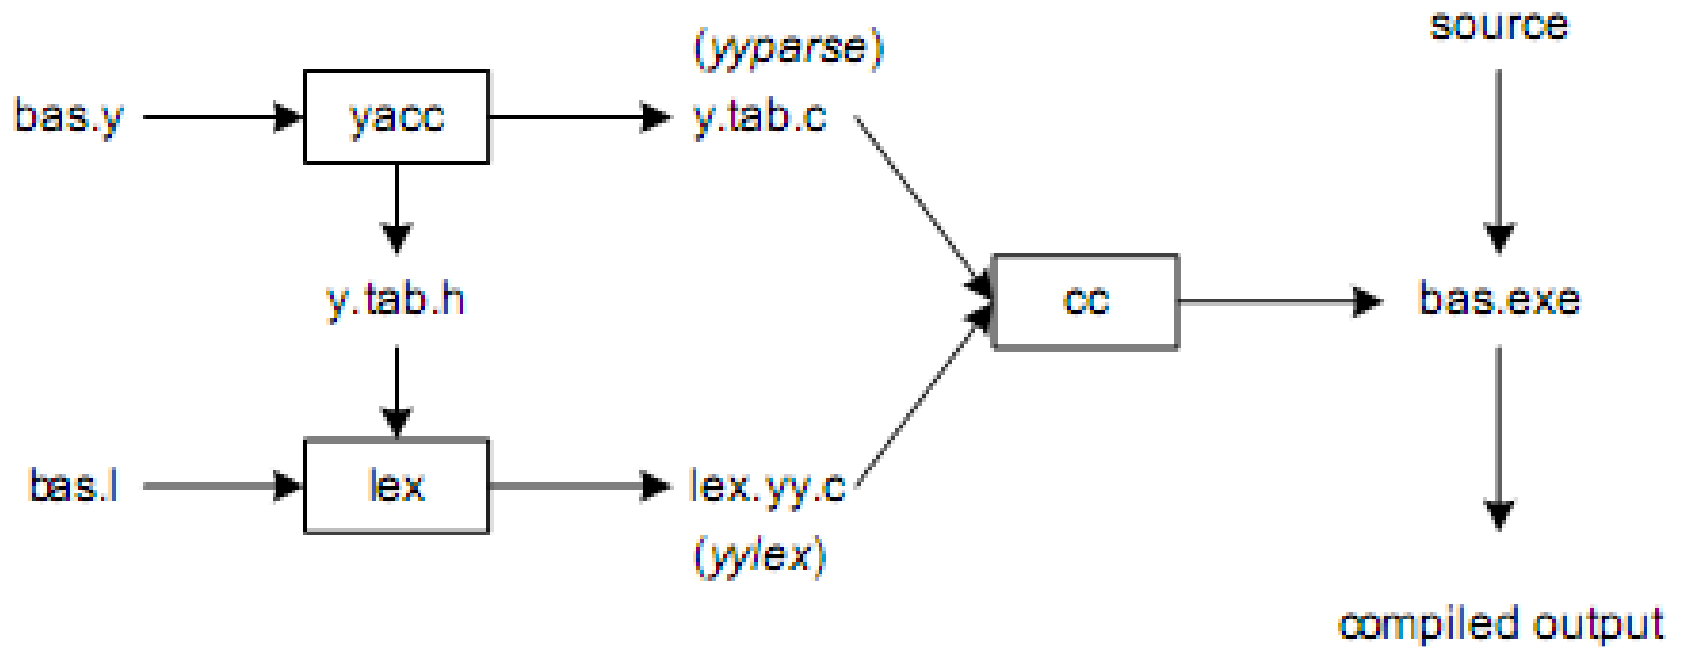 source
(yyparse)
bas.y
yacc
y.tab.c
y.tab.h
cc
bas.exe
bas.l
lex
lex.yy.c
(yylex)
compiled output